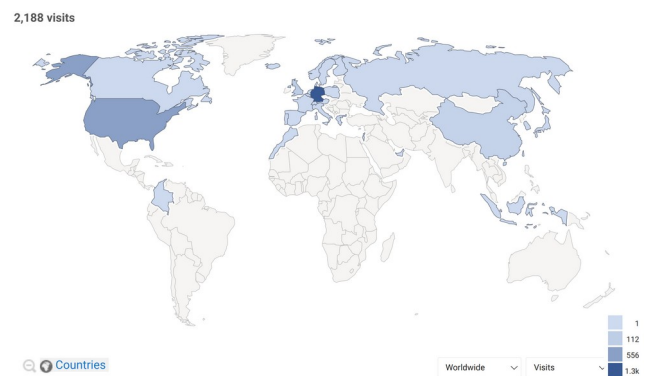 2,188 visits
1
112
556
1.3k
Countries
Worldwide
Visits